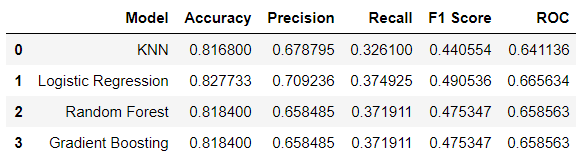 Model Accuracy Precision Recall F1 Score ROC
0 KNN 0.816800 0.678795 0.326100 0.440554 0.641136
1 Logistic Regression 0.827733 0.709236 0.374925 0.490536 0.665634
2 Random Forest 0.818400 0.658485 0.371911 0.475347 0.658563
3 Gradient Boosting 0.818400 0.658485 0.371911 0.475347 0.658563